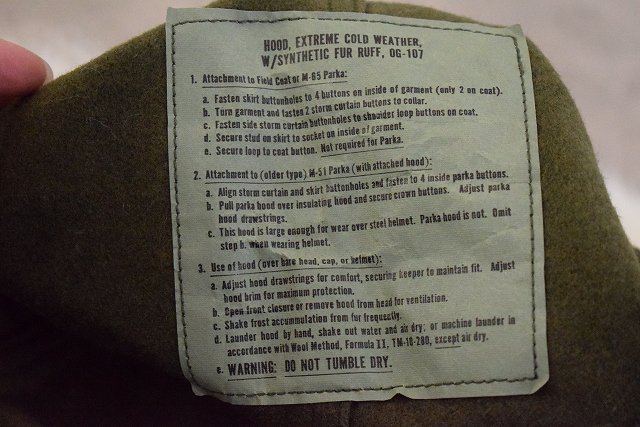 HOOD, EXTREME COLD WEATHER,
W/SYNTHETIC FUR RUFF, OG-107
1. Attachment to Field Coat or M-65 Parka:
a. Fasten skirt buttonholes to 4 buttons on inside of garment (only 2 on coat).
b. Turn garment and fasten 2 storm curtain buttons to collar.
c. Fasten side storm curtain buttonholes to shoulder loop buttons on coat.
d. Secure stud on skirt to socket on inside of garment.
e. Secure loop to coat button. Not required for Parka.
2. Attachment to (older type) M-51 Parka (with attached hood):
a. Align storm curtain and skirt buttonholes and fasten to 4 inside parka buttons.
b. Pull parka hood over insulating hood and secure crown buttons. Adjust parka
hood drawstrings.
c. This hood is large enough for wear over steel helmet. Parka hood is not. Omit
step b. when wearing helmet.
3. Use of hood (over bare head, cap, or helmet):
a. Adjust hood drawstrings for comfort, securing keeper to maintain fit. Adjust
hood brim for maximum protection.
b. Open front closure or remove hood from head for ventilation.
c. Shake frost accumulation from fur frequently.
d. Launder hood by hand, shake out water and air dry; or machine launder in
accordance with Wool Method, Formula II, TM-10-280, except air dry.
e. WARNING: DO NOT TUMBLE DRY.